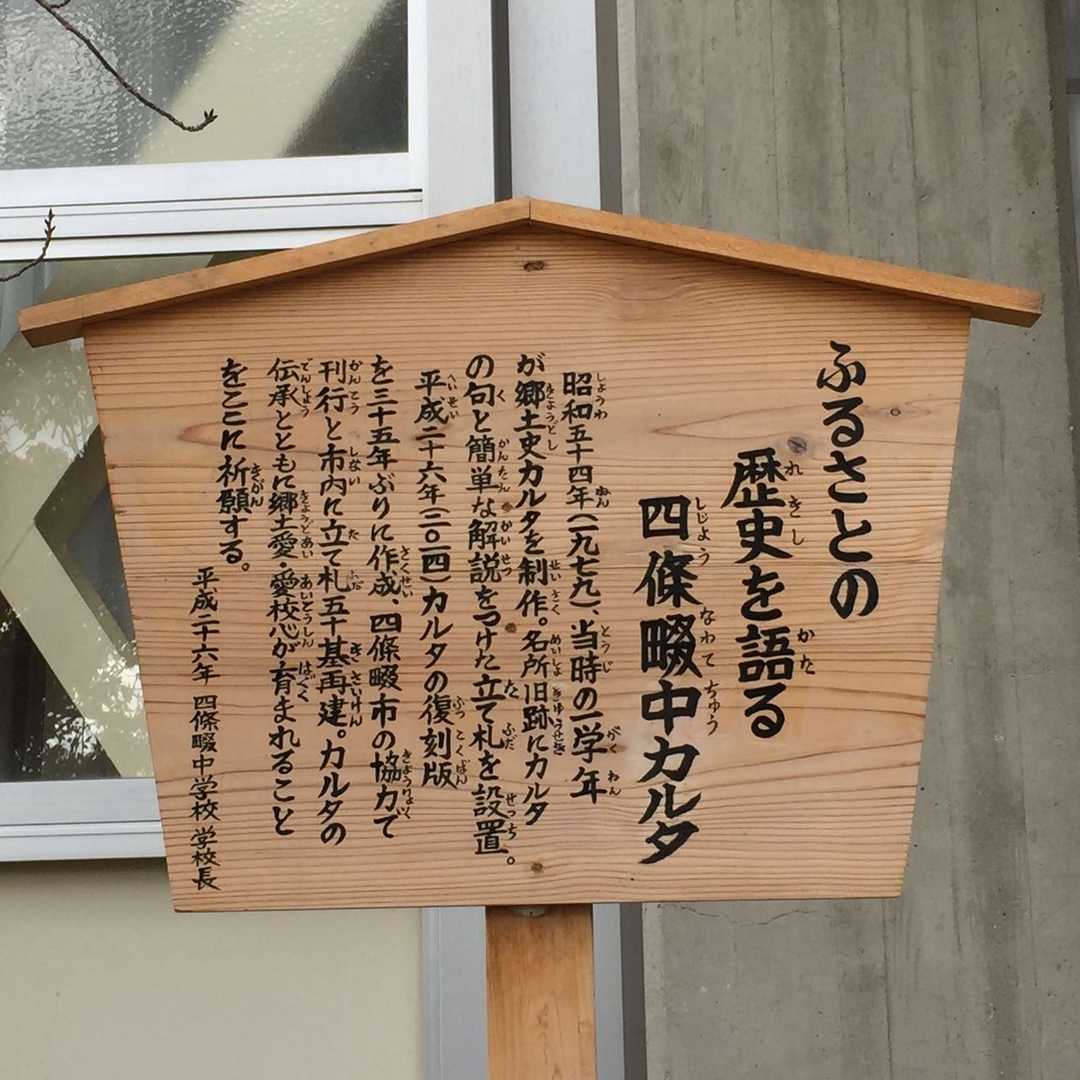 ふるさとの
歴史を語る
四條畷中カルタ
昭和五十四年(一九七九)、当時の一学年
が郷土史カルタを制作。名所旧跡にカルタ
の句と簡単な解説をつけた立て札を設置。
平成二十六年(二〇一四)カルタの復刻版
を三十五年ぶりに作成、四條畷市の協力で
刊行と市内に立て札五十基再建。カルタの
伝承とともに郷土愛・愛校心が育まれること
をここに祈願する。
平成二十六年 四條畷中学校 学校長